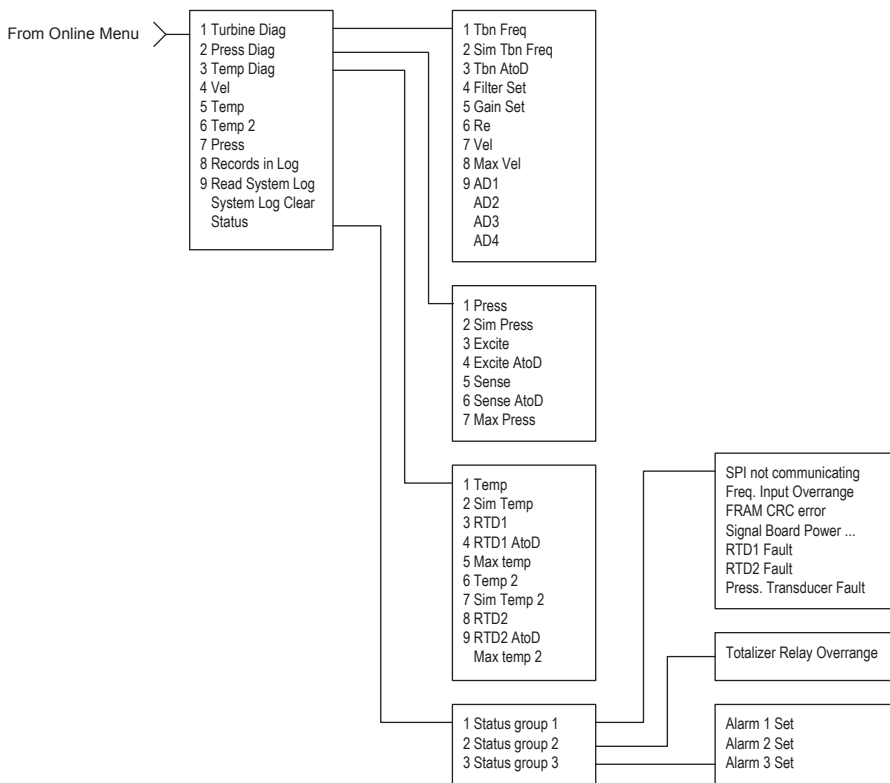 From Online Menu
1 Turbine Diag
2 Press Diag
3 Temp Diag
4 Vel
5 Temp
6 Temp 2
7 Press
8 Records in Log
9 Read System Log
System Log Clear
Status
1 Tbn Freq
2 Sim Tbn Freq
3 Tbn AtoD
4 Filter Set
5 Gain Set
6 Re
7 Vel
8 Max Vel
9 AD1
AD2
AD3
AD4
1 Press
2 Sim Press
3 Excite
4 Excite AtoD
5 Sense
6 Sense AtoD
7 Max Press
1 Temp
2 Sim Temp
3 RTD1
4 RTD1 AtoD
5 Max temp
6 Temp 2
7 Sim Temp 2
8 RTD2
9 RTD2 AtoD
Max temp 2
1 Status group 1
2 Status group 2
3 Status group 3
SPI not communicating
Freq. Input Overrange
FRAM CRC error
Signal Board Power ...
RTD1 Fault
RTD2 Fault
Press. Transducer Fault
Totalizer Relay Overrange
Alarm 1 Set
Alarm 2 Set
Alarm 3 Set